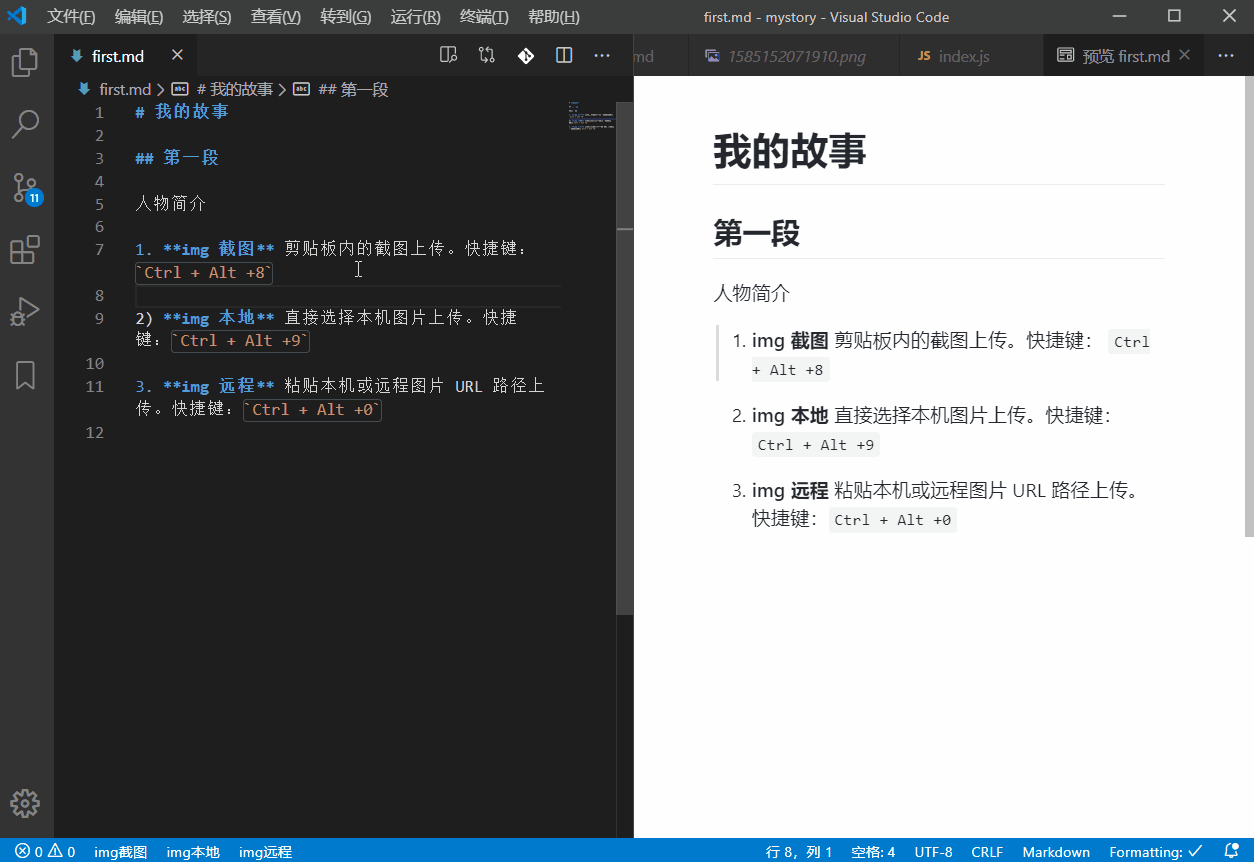 文件(F) 编辑(E) 选择(S) 查看(V) 转到(G) 运行(R) 终端(T) 帮助(H) first.md - mystory - Visual Studio Code
first.md
md 1585152071910.png JS index.js 预览 first.md
first.md > # 我的故事 > ## 第一段
1 # 我的故事
2
3 ## 第一段
4
5 人物简介
6
7 1. **img 截图** 剪贴板内的截图上传。快捷键：
`Ctrl + Alt +8`
8
9 2) **img 本地** 直接选择本机图片上传。快捷
键：`Ctrl + Alt +9`
10
11 3. **img 远程** 粘贴本机或远程图片 URL 路径上
传。快捷键：`Ctrl + Alt +0`
12
11
我的故事
第一段
人物简介
1. img 截图 剪贴板内的截图上传。快捷键： Ctrl
+ Alt +8
2. img 本地 直接选择本机图片上传。快捷键：
Ctrl + Alt +9
3. img 远程 粘贴本机或远程图片 URL 路径上传。
快捷键： Ctrl + Alt +0
0 0 img截图 img本地 img远程 行 8，列 1 空格: 4 UTF-8 CRLF Markdown Formatting: